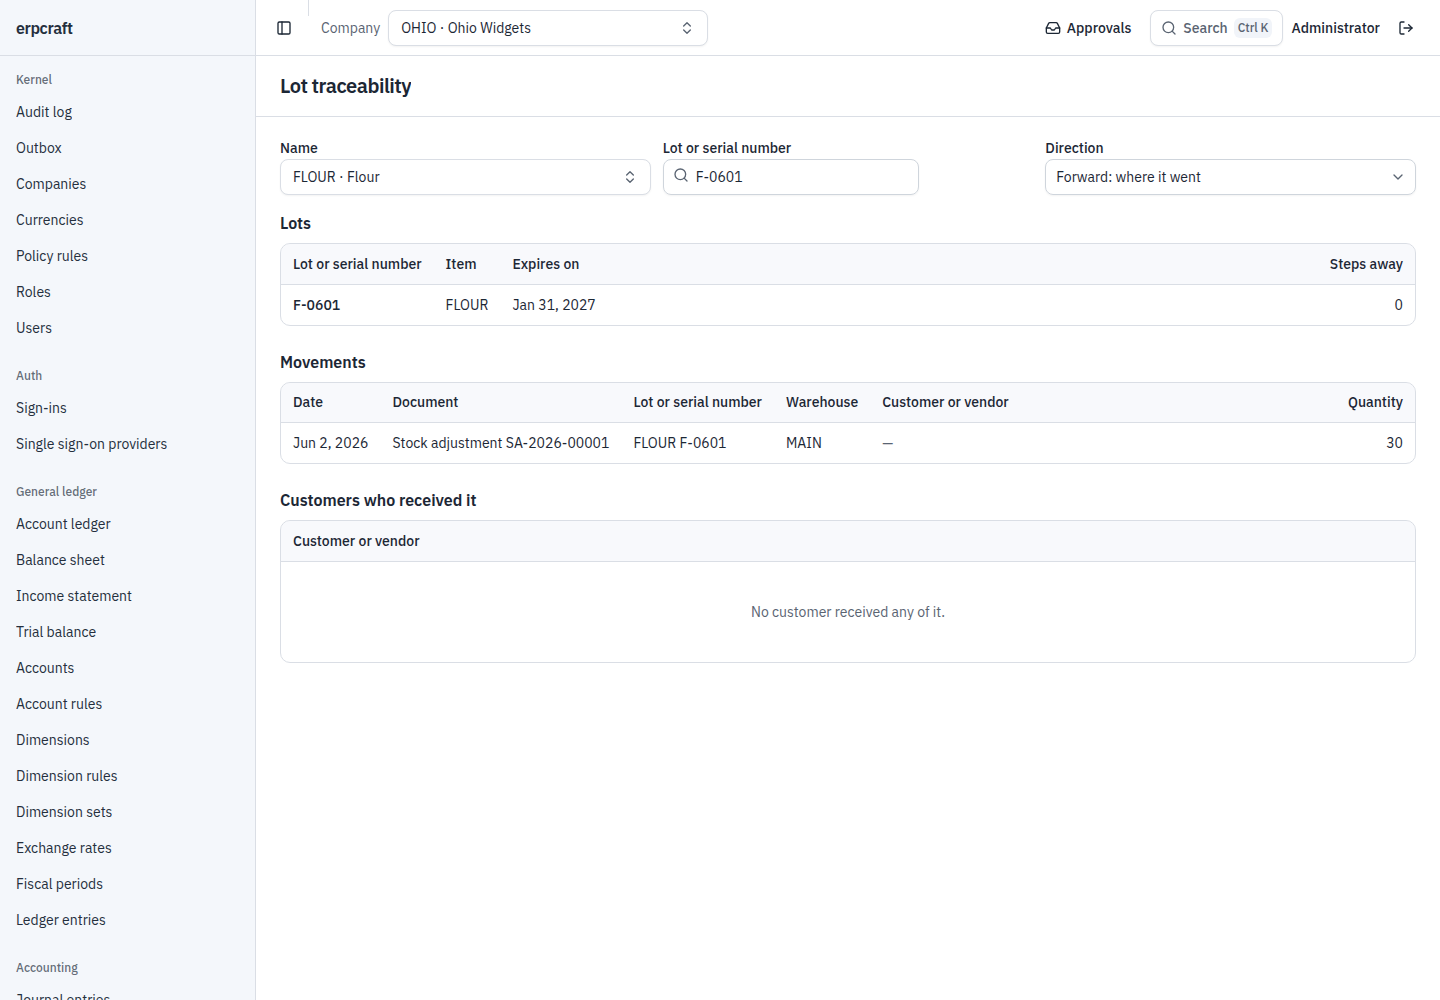 erpcraft
Company
OHIO · Ohio Widgets
Approvals
Search Ctrl K
Administrator
Kernel
Audit log
Outbox
Companies
Currencies
Policy rules
Roles
Users
Auth
Sign-ins
Single sign-on providers
General ledger
Account ledger
Balance sheet
Income statement
Trial balance
Accounts
Account rules
Dimensions
Dimension rules
Dimension sets
Exchange rates
Fiscal periods
Ledger entries
Accounting
Journal entries
Lot traceability
Name
FLOUR · Flour
Lot or serial number
F-0601
Direction
Forward: where it went
Lots
Lot or serial number Item Expires on Steps away
F-0601 FLOUR Jan 31, 2027 0
Movements
Date Document Lot or serial number Warehouse Customer or vendor Quantity
Jun 2, 2026 Stock adjustment SA-2026-00001 FLOUR F-0601 MAIN — 30
Customers who received it
Customer or vendor
No customer received any of it.